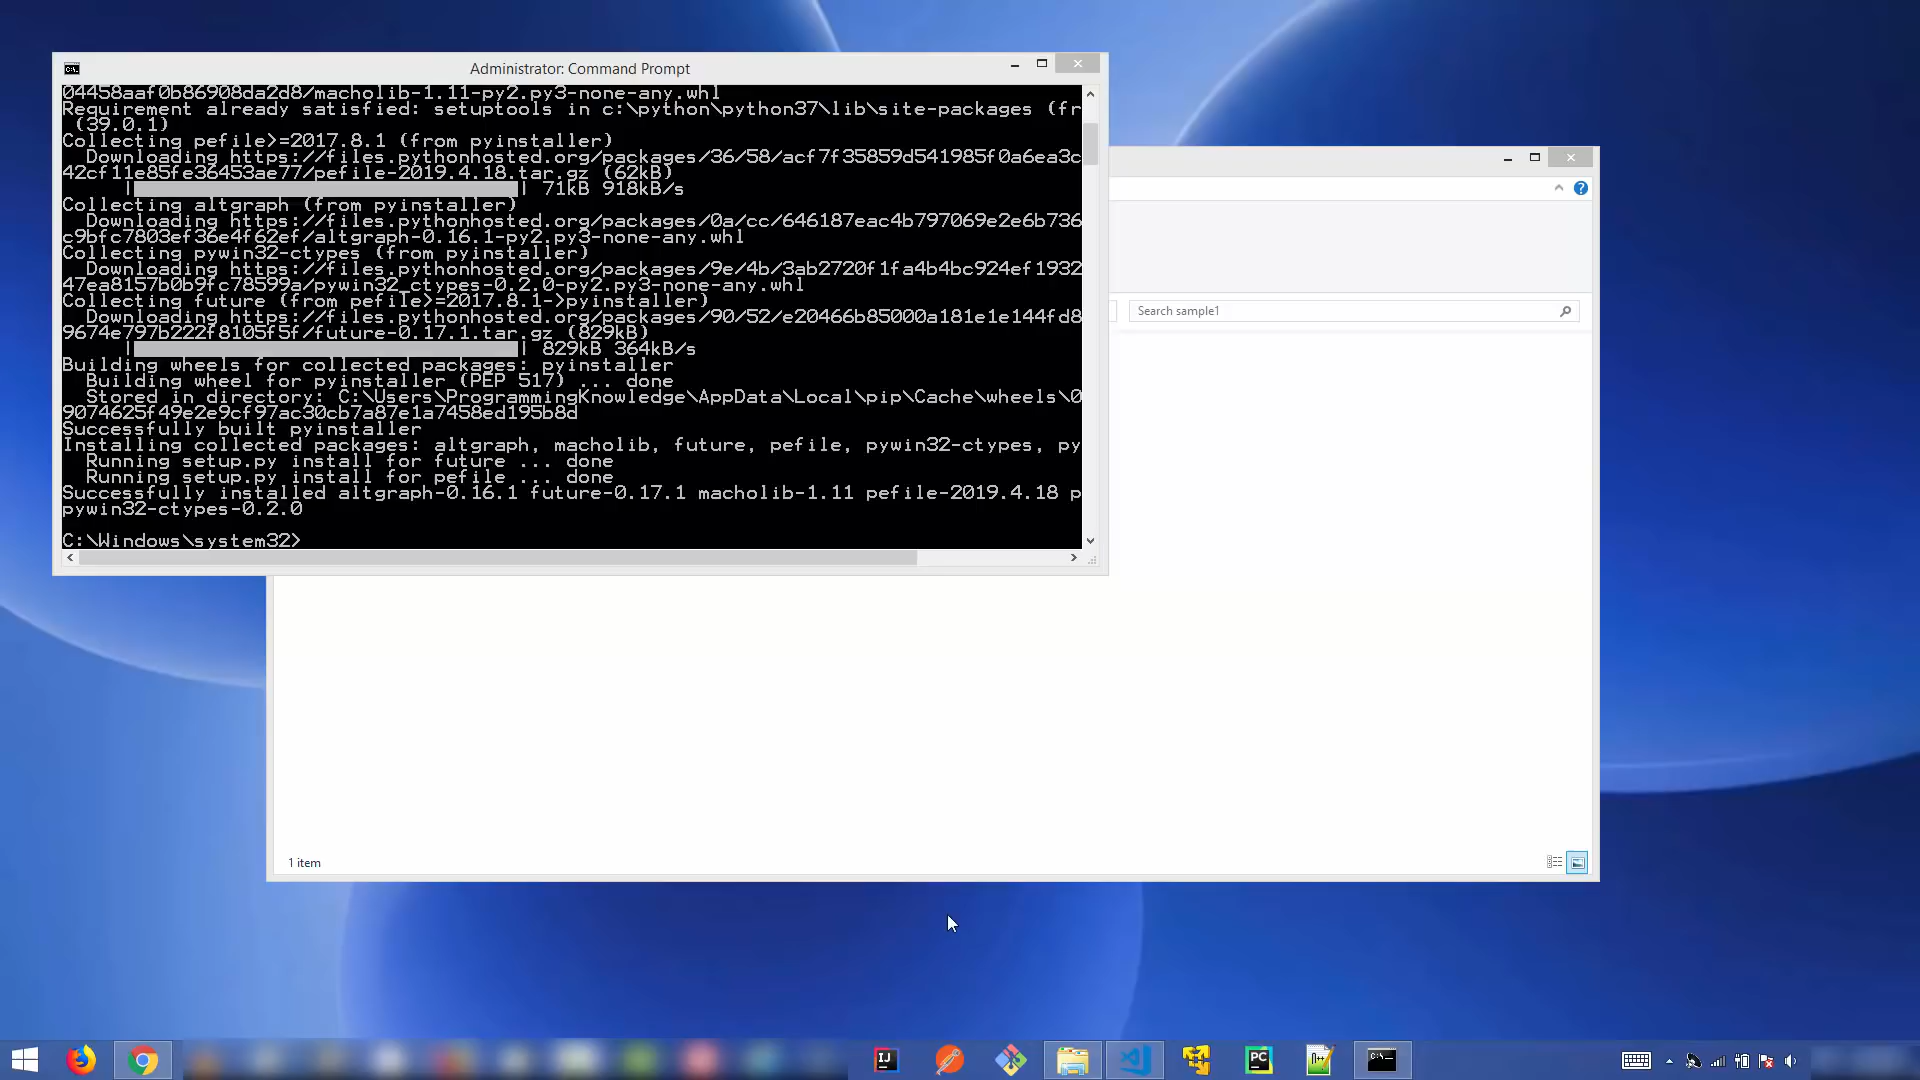 Administrator: Command Prompt
04458aaf0b86908da2d8/macholib-1.11-py2.py3-none-any.whl
Requirement already satisfied: setuptools in c:\python\python37\lib\site-packages (fr
(39.0.1)
Collecting pefile>=2017.8.1 (from pyinstaller)
Downloading https://files.pythonhosted.org/packages/36/58/acf7f35859d541985f0a6ea3c
42cf11e85fe36453ae77/pefile-2019.4.18.tar.gz (62kB)
| | 71kB 918kB/s
Collecting altgraph (from pyinstaller)
Downloading https://files.pythonhosted.org/packages/0a/cc/646187eac4b797069e2e6b736
c9bfc7803ef36e4f62ef/altgraph-0.16.1-py2.py3-none-any.whl
Collecting pywin32-ctypes (from pyinstaller)
Downloading https://files.pythonhosted.org/packages/9e/4b/3ab2720f1fa4b4bc924ef1932
47ea8157b0b9fc78599a/pywin32_ctypes-0.2.0-py2.py3-none-any.whl
Collecting future (from pefile>=2017.8.1->pyinstaller)
Downloading https://files.pythonhosted.org/packages/90/52/e20466b85000a181e1e144fd8
9674e797b222f8105f5f/future-0.17.1.tar.gz (829kB)
| | 829kB 364kB/s
Building wheels for collected packages: pyinstaller
Building wheel for pyinstaller (PEP 517) ... done
Stored in directory: C:\Users\ProgrammingKnowledge\AppData\Local\pip\Cache\wheels\0
9074625f49e2e9cf97ac30cb7a87e1a7458ed195b8d
Successfully built pyinstaller
Installing collected packages: altgraph, macholib, future, pefile, pywin32-ctypes, py
Running setup.py install for future ... done
Running setup.py install for pefile ... done
Successfully installed altgraph-0.16.1 future-0.17.1 macholib-1.11 pefile-2019.4.18 p
pywin32-ctypes-0.2.0
C:\Windows\system32>
Search sample1
1 item